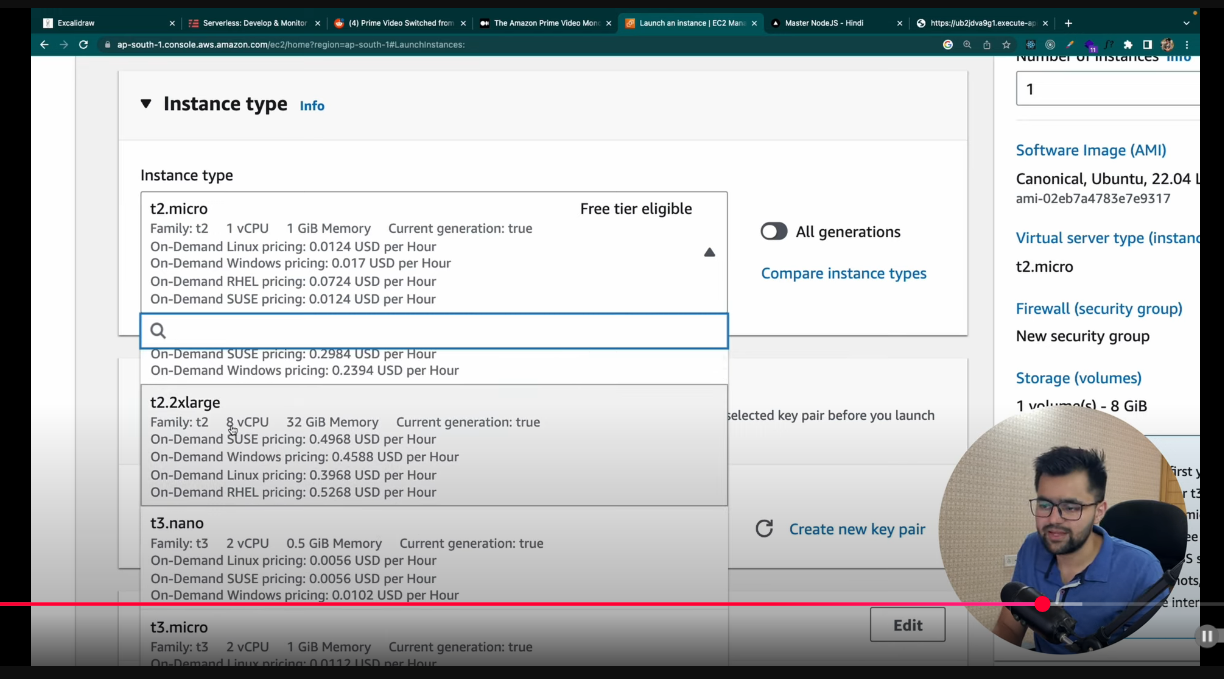 Excalidraw
Serverless: Develop & Monitor
(4) Prime Video Switched from
The Amazon Prime Video Mon
Launch an instance | EC2 Man
Master NodeJS - Hindi
https://ub2jdva9g1.execute-ap
ap-south-1.console.aws.amazon.com/ec2/home?region=ap-south-1#LaunchInstances:
Number of instances Info
1
Instance type Info
Instance type
t2.micro Free tier eligible
Family: t2 1 vCPU 1 GiB Memory Current generation: true
On-Demand Linux pricing: 0.0124 USD per Hour
On-Demand Windows pricing: 0.017 USD per Hour
On-Demand RHEL pricing: 0.0724 USD per Hour
On-Demand SUSE pricing: 0.0124 USD per Hour
On-Demand SUSE pricing: 0.2984 USD per Hour
On-Demand Windows pricing: 0.2394 USD per Hour
t2.2xlarge
Family: t2 8 vCPU 32 GiB Memory Current generation: true
On-Demand SUSE pricing: 0.4968 USD per Hour
On-Demand Windows pricing: 0.4588 USD per Hour
On-Demand Linux pricing: 0.3968 USD per Hour
On-Demand RHEL pricing: 0.5268 USD per Hour
t3.nano
Family: t3 2 vCPU 0.5 GiB Memory Current generation: true
On-Demand Linux pricing: 0.0056 USD per Hour
On-Demand SUSE pricing: 0.0056 USD per Hour
On-Demand Windows pricing: 0.0102 USD per Hour
t3.micro
Family: t3 2 vCPU 1 GiB Memory Current generation: true
On-Demand Linux pricing: 0.0112 USD per Hour
All generations
Compare instance types
selected key pair before you launch
Create new key pair
Edit
Software Image (AMI)
Canonical, Ubuntu, 22.04 L
ami-02eb7a4783e7e9317
Virtual server type (instanc
t2.micro
Firewall (security group)
New security group
Storage (volumes)
1 volume(s) - 8 GiB